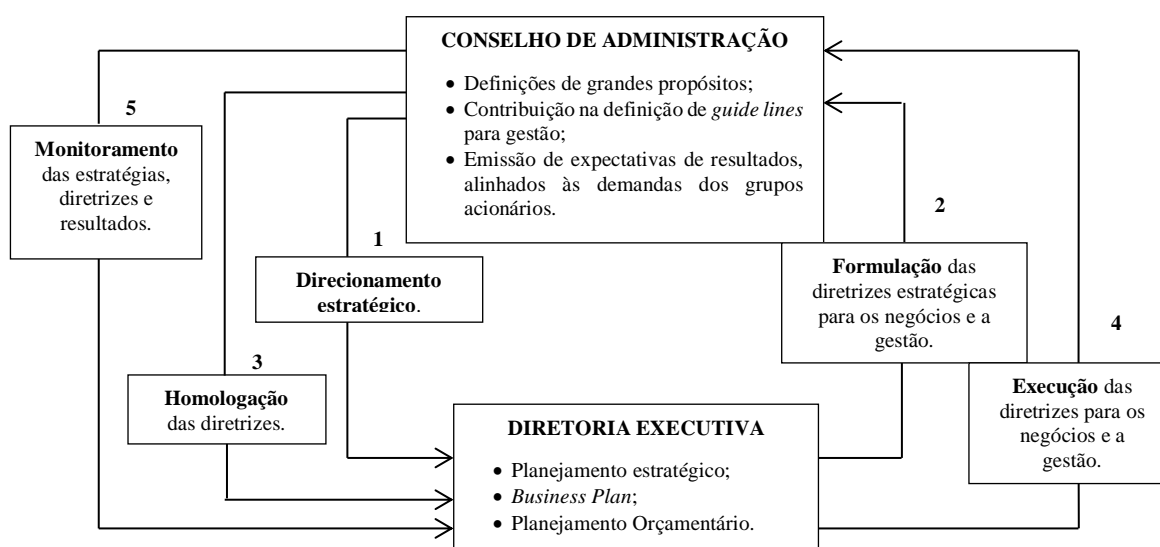 CONSELHO DE ADMINISTRAÇÃO
• Definições de grandes propósitos;
• Contribuição na definição de guide lines
para gestão;
• Emissão de expectativas de resultados,
alinhados às demandas dos grupos
acionários.
5
Monitoramento
das estratégias,
diretrizes e
resultados.
1
Direcionamento
estratégico.
2
Formulação das
diretrizes estratégicas
para os negócios e a
gestão.
3
Homologação
das diretrizes.
4
Execução das
diretrizes para os
negócios e a
gestão.
DIRETORIA EXECUTIVA
• Planejamento estratégico;
• Business Plan;
• Planejamento Orçamentário.